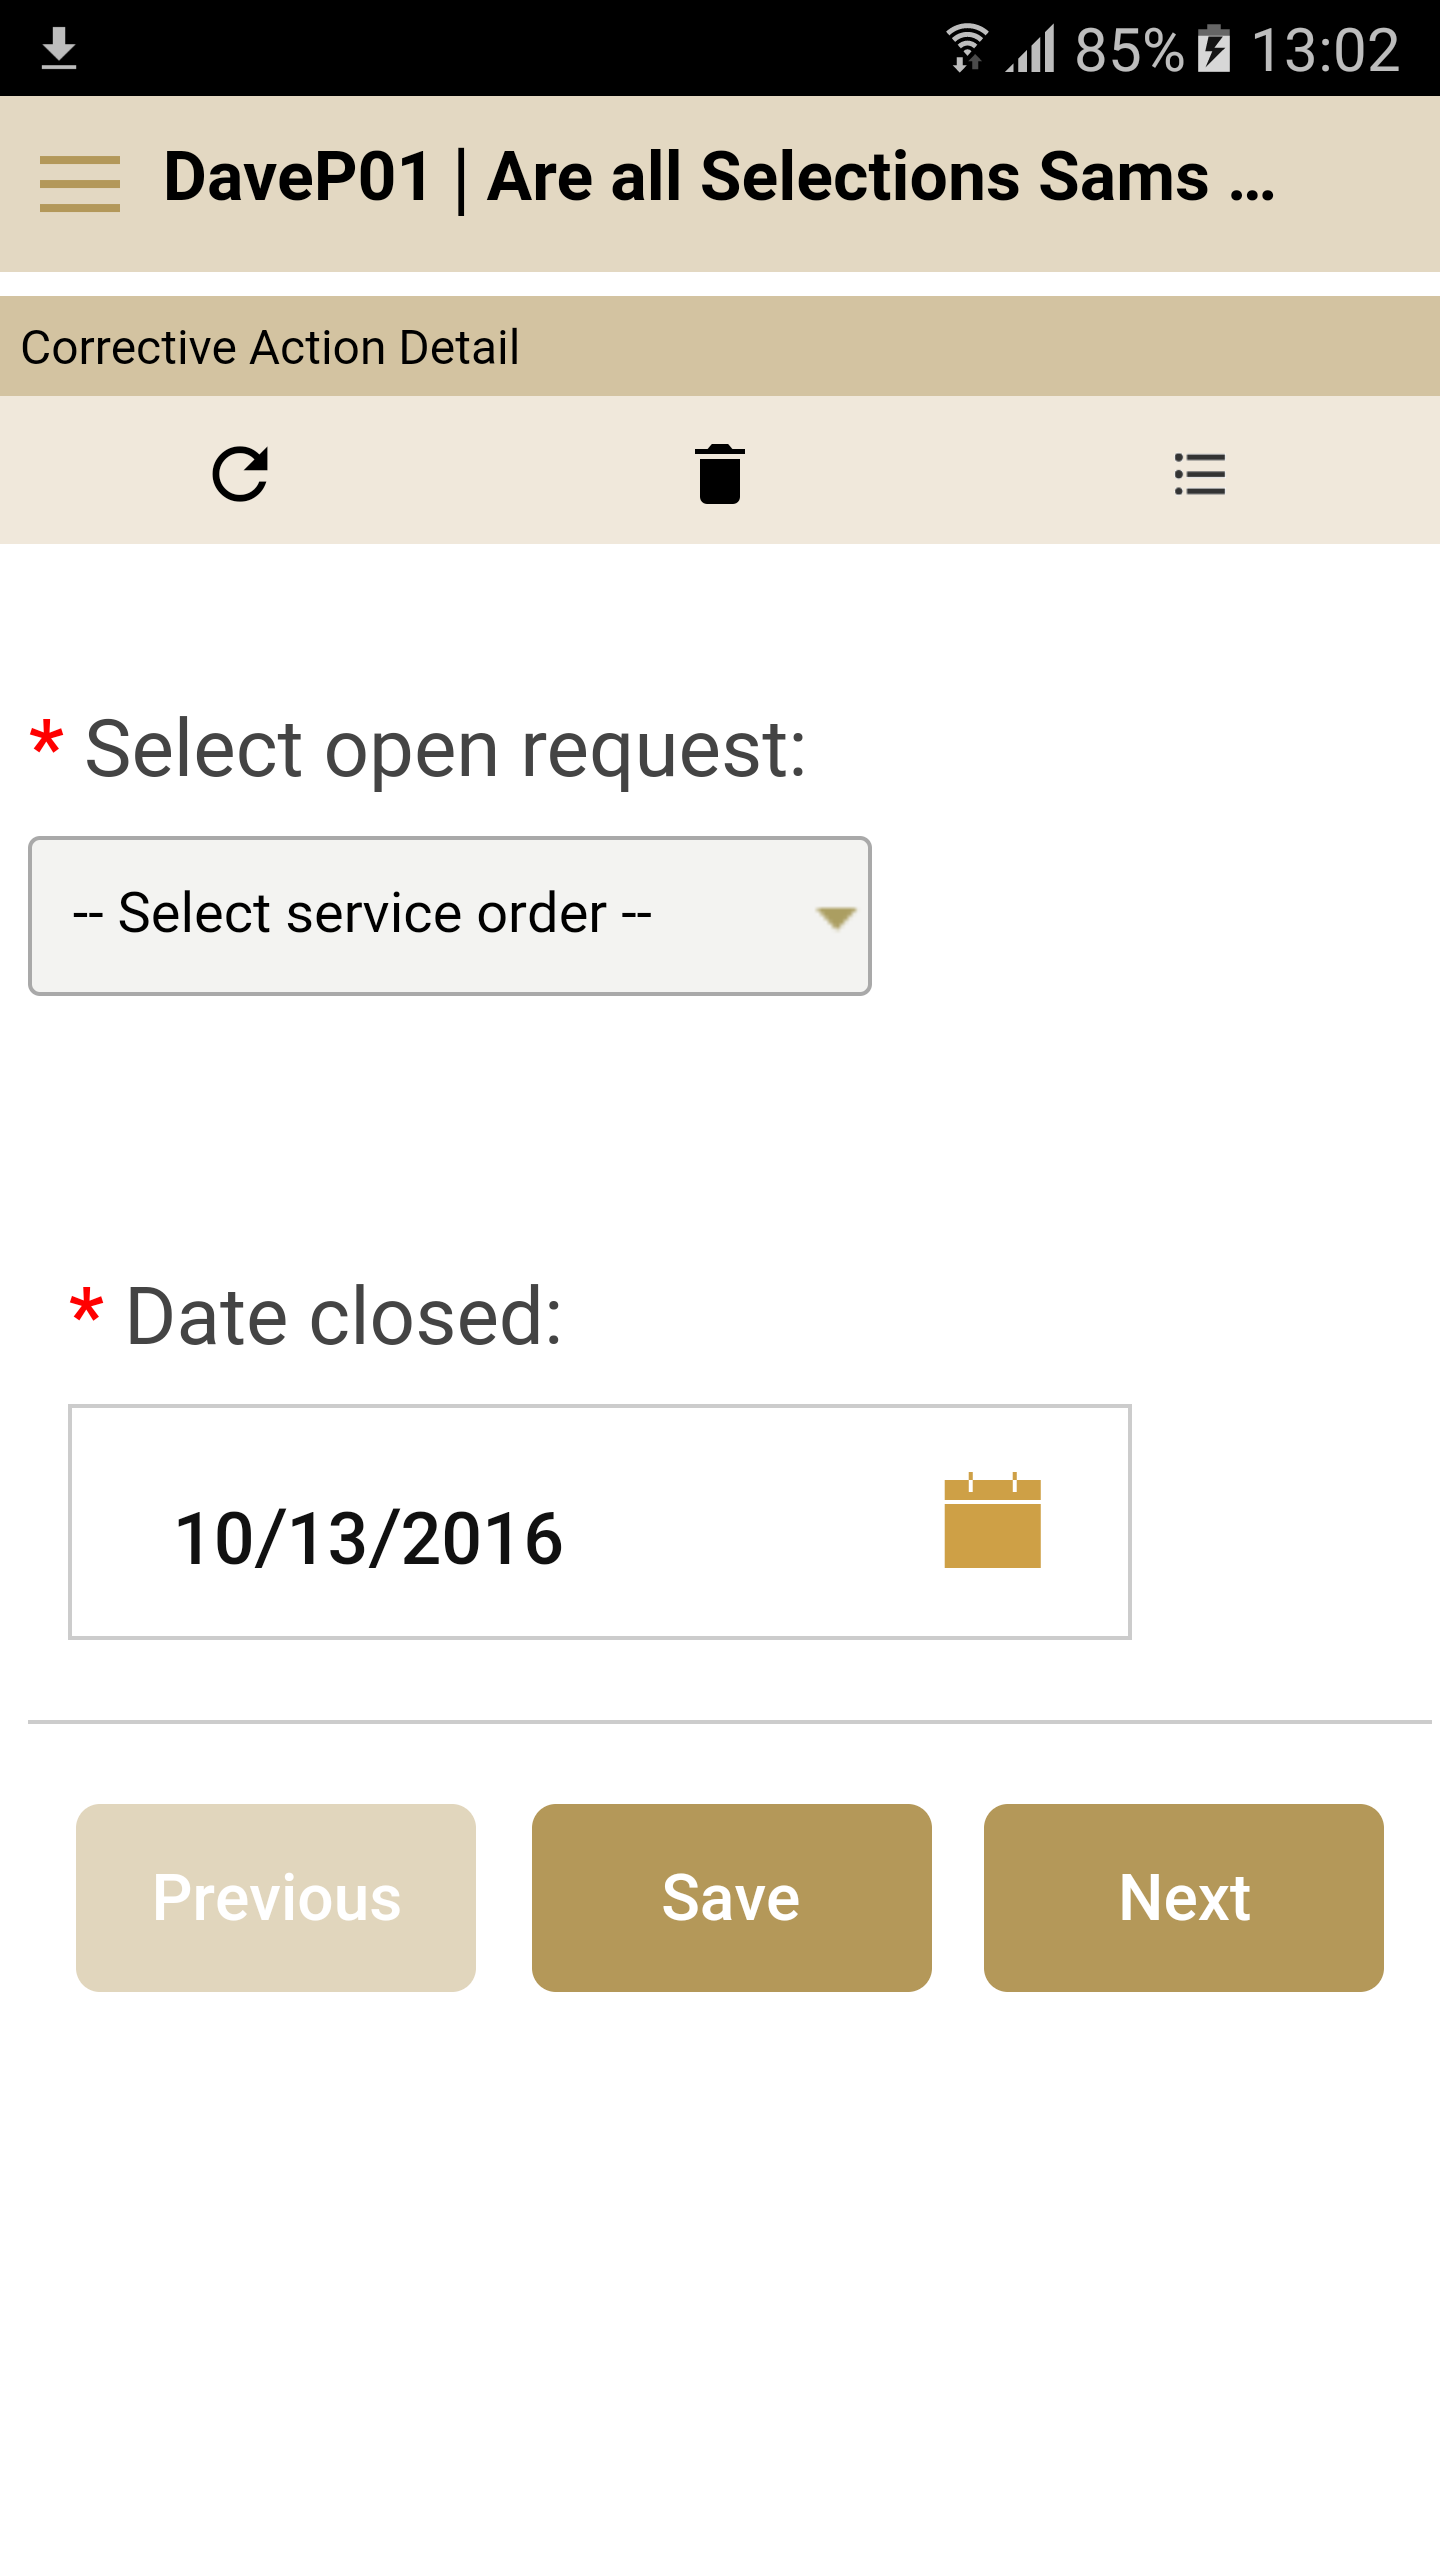 85% 13:02
DaveP01 | Are all Selections Sams ...
Corrective Action Detail
* Select open request:
-- Select service order --
* Date closed:
10/13/2016
Previous Save Next